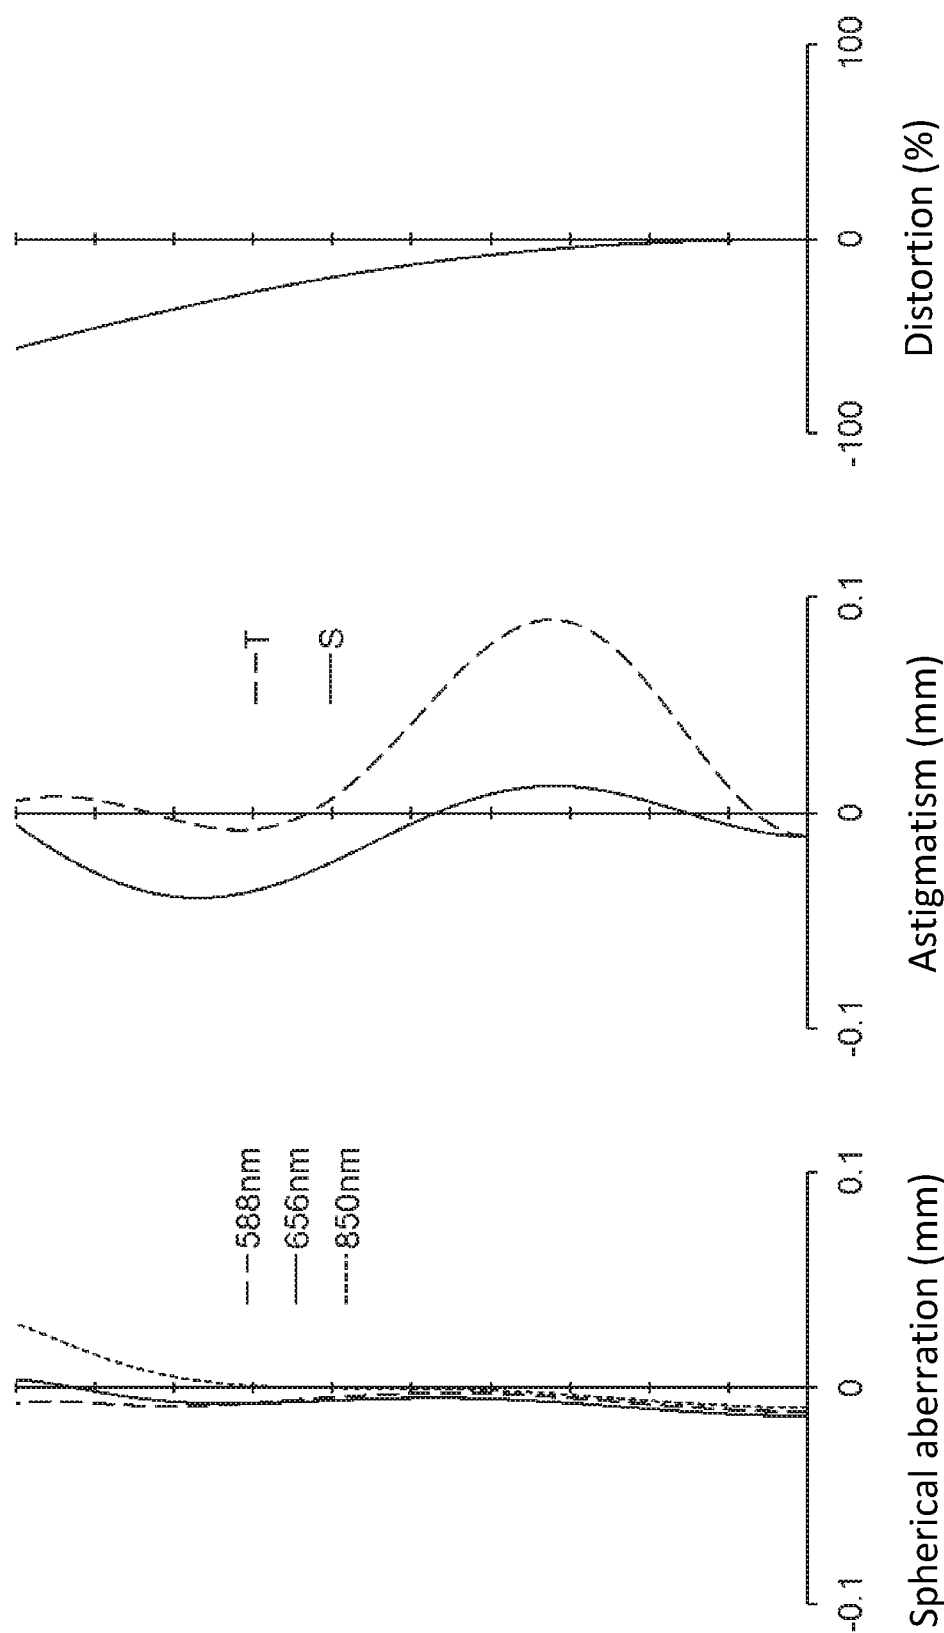 588nm
656nm
850nm
-0.1
0
0.1
Spherical aberration (mm)
T
S
-0.1
0
0.1
Astigmatism (mm)
-100
0
100
Distortion (%)